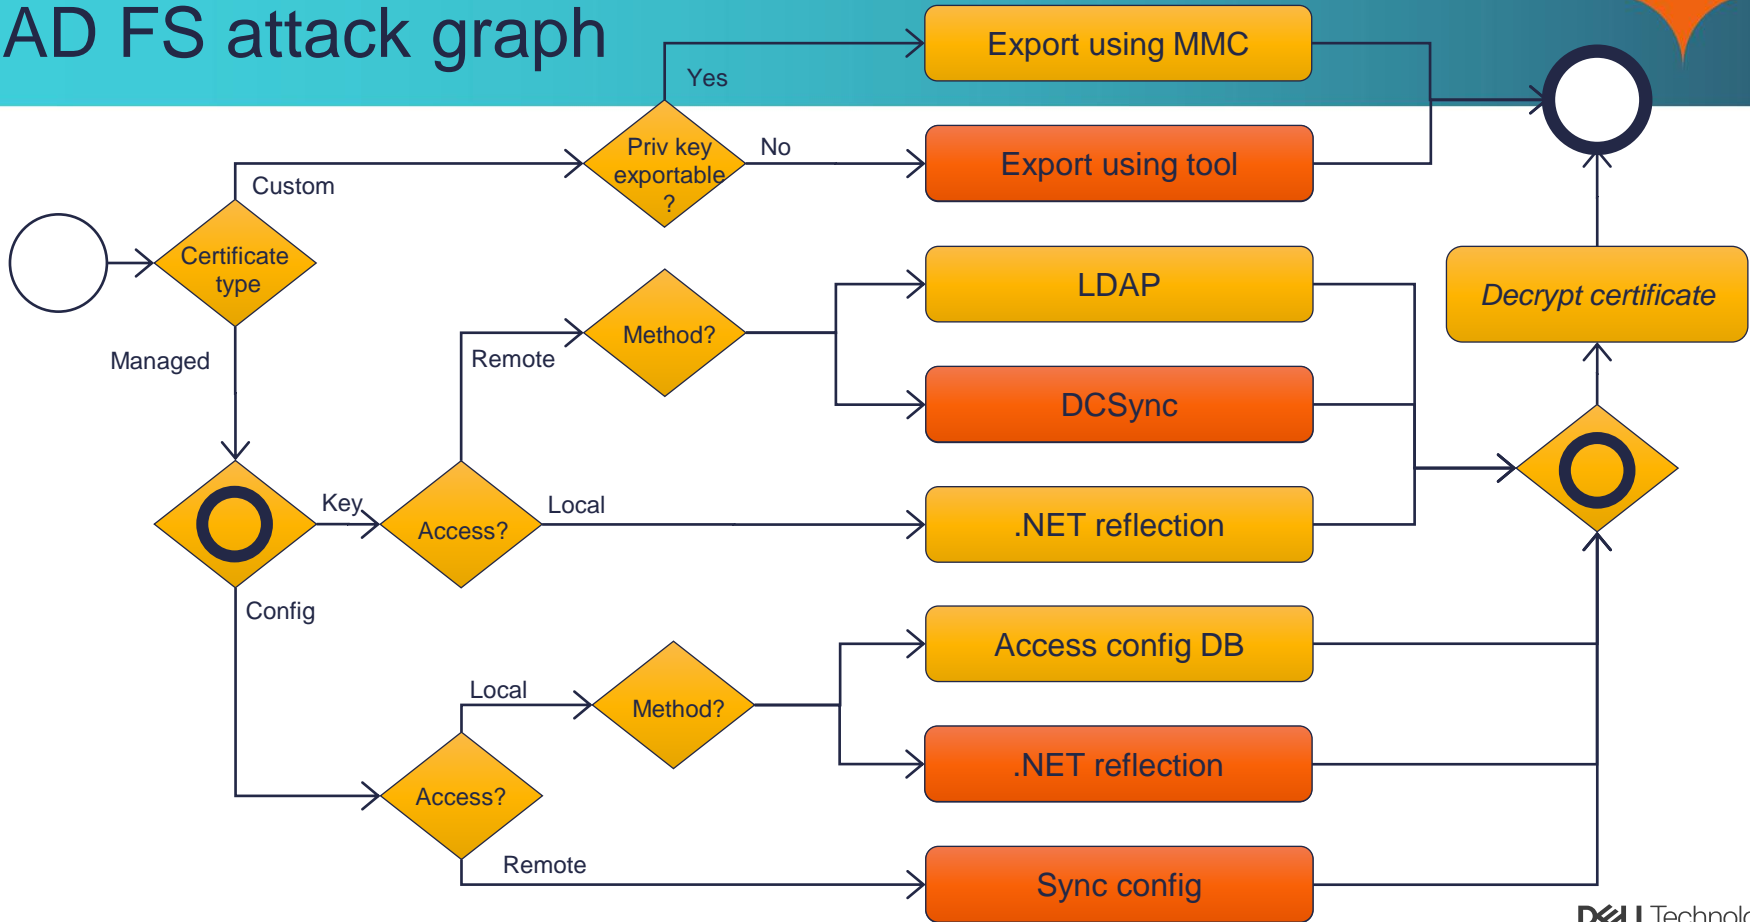 AD FS attack graph
Export using MMC
Yes
Priv key
exportable
?
No
Export using tool
Custom
Certificate
type
LDAP
Decrypt certificate
Method?
Remote
Managed
DCSync
Key
Access?
Local
.NET reflection
Config
Access config DB
Local
Method?
.NET reflection
Access?
Remote
Sync config
DELL Technolo